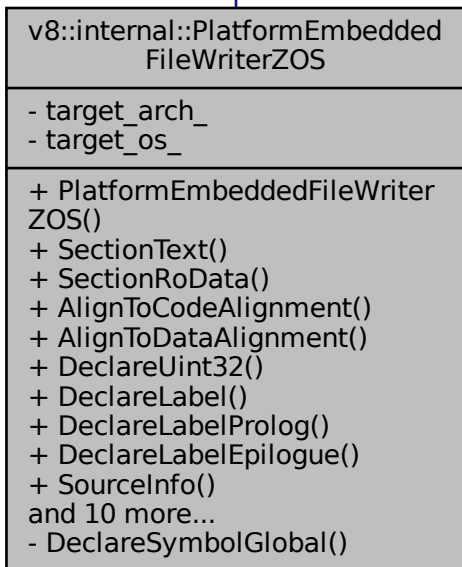 v8::internal::PlatformEmbedded
FileWriterZOS
- target_arch_
- target_os_
+ PlatformEmbeddedFileWriter
ZOS()
+ SectionText()
+ SectionRoData()
+ AlignToCodeAlignment()
+ AlignToDataAlignment()
+ DeclareUint32()
+ DeclareLabel()
+ DeclareLabelProlog()
+ DeclareLabelEpilogue()
+ SourceInfo()
and 10 more...
- DeclareSymbolGlobal()